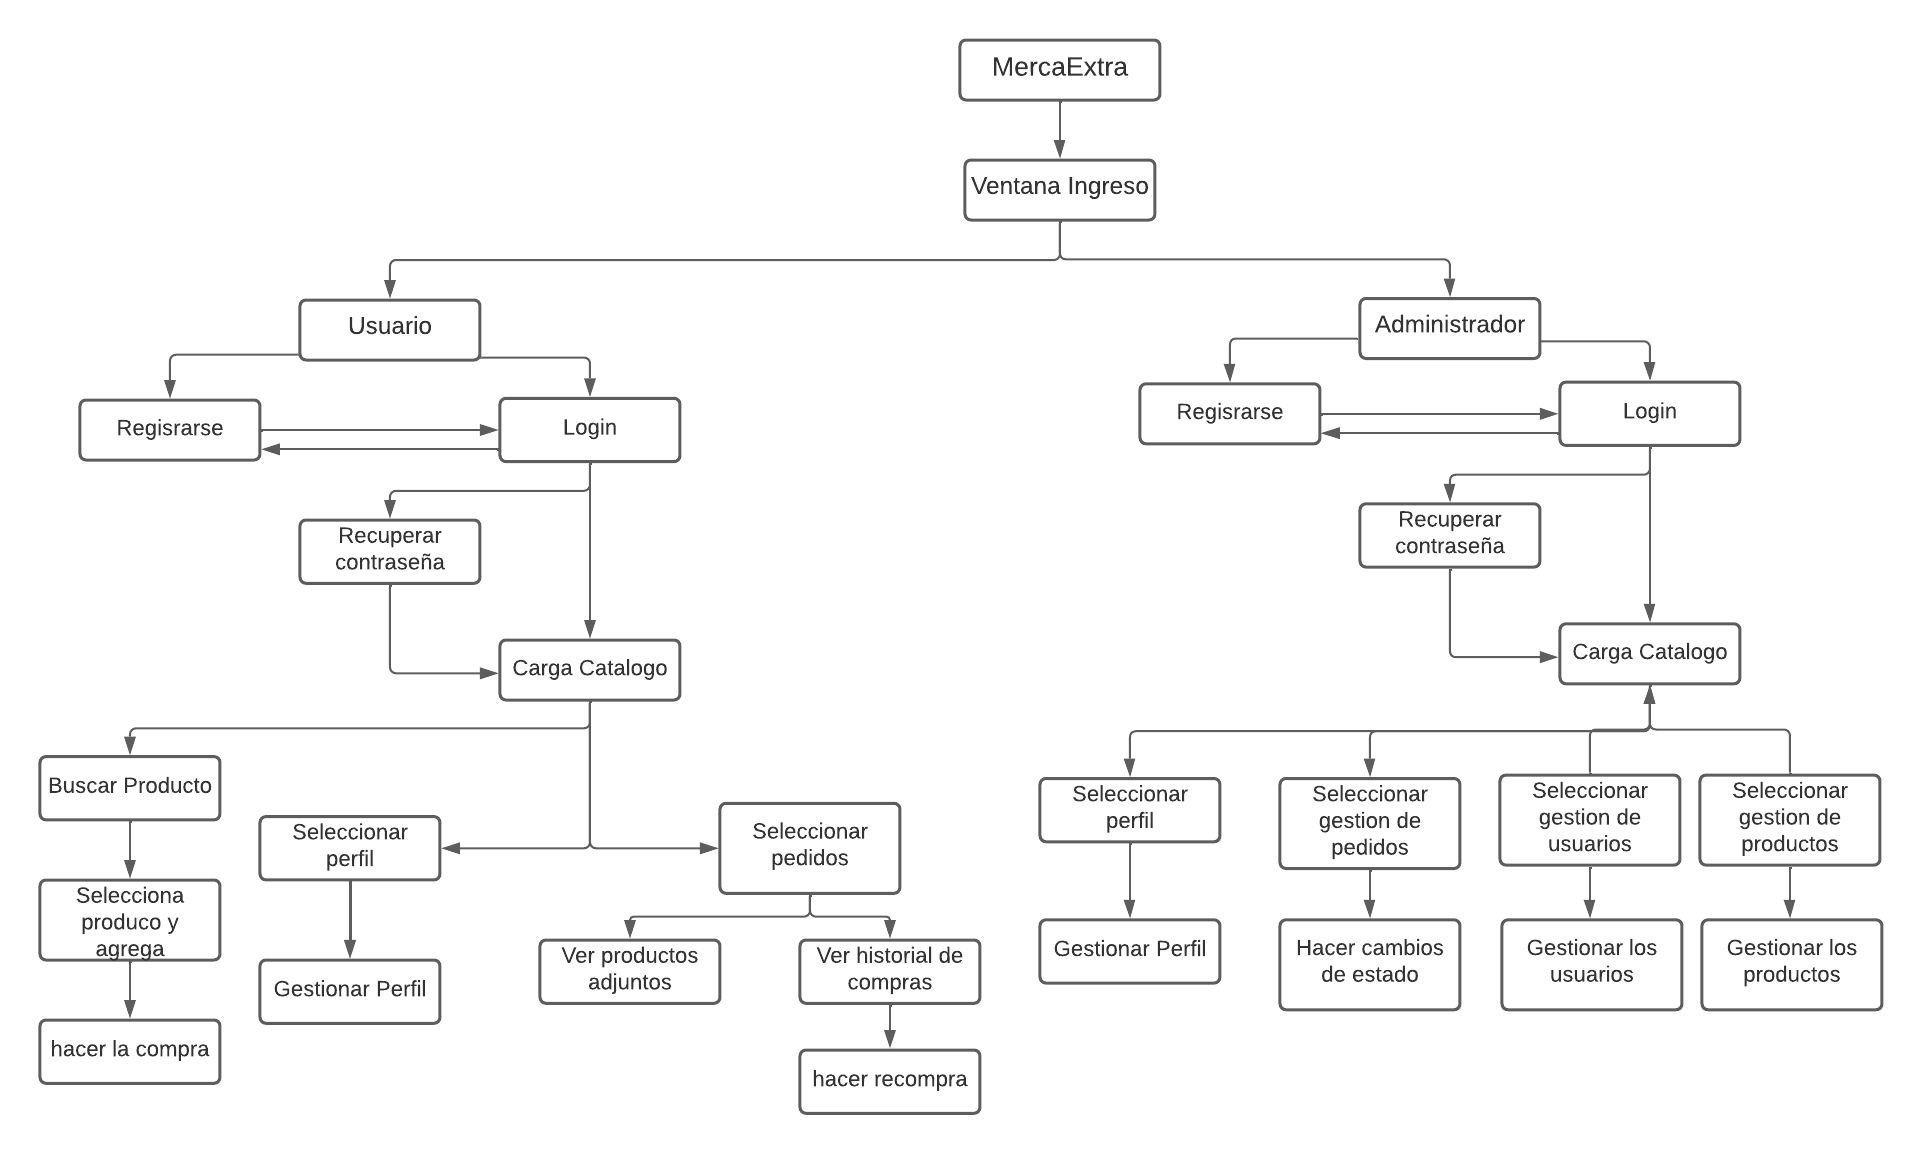 MercaExtra
Ventana Ingreso
Usuario
Administrador
Regisrarse
Login
Regisrarse
Login
Recuperar
contraseña
Recuperar
contraseña
Carga Catalogo
Carga Catalogo
Buscar Producto
Seleccionar
perfil
Seleccionar
pedidos
Seleccionar
perfil
Seleccionar
gestion de
pedidos
Seleccionar
gestion de
usuarios
Seleccionar
gestion de
productos
Selecciona
produco y
agrega
Gestionar Perfil
Ver productos
adjuntos
Ver historial de
compras
Gestionar Perfil
Hacer cambios
de estado
Gestionar los
usuarios
Gestionar los
productos
hacer la compra
hacer recompra